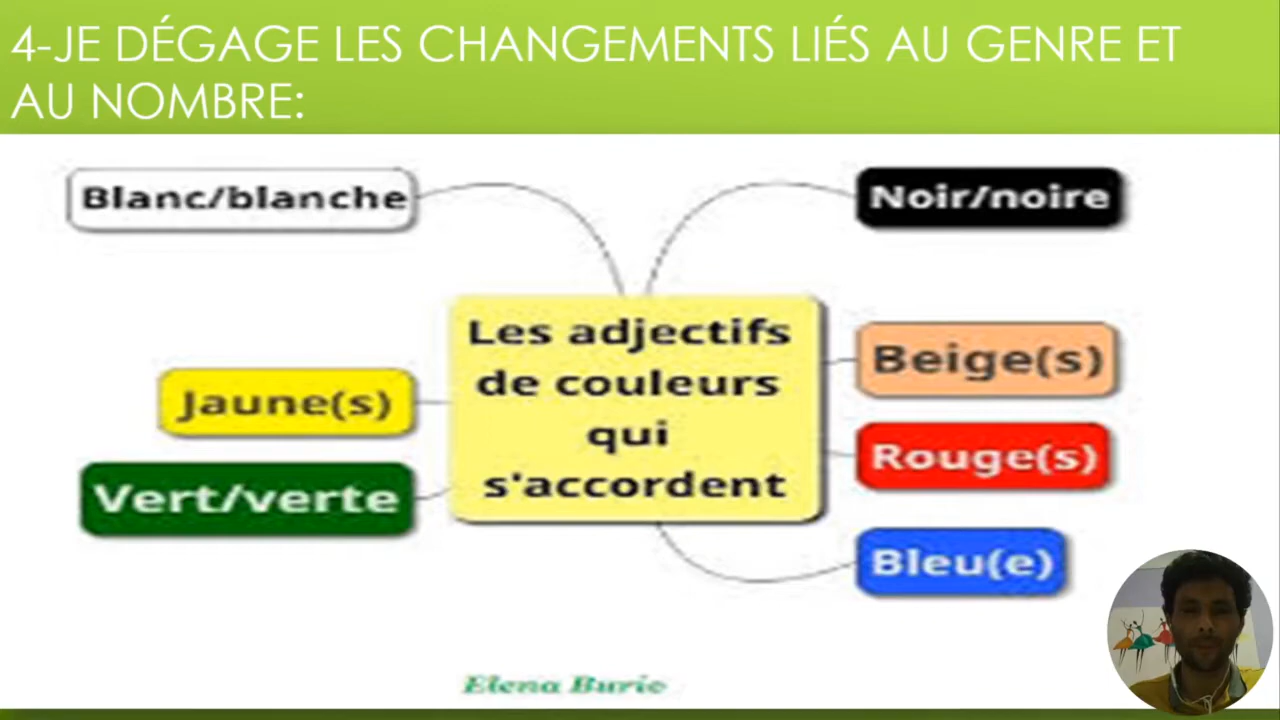 4-JE DÉGAGE LES CHANGEMENTS LIÉS AU GENRE ET
AU NOMBRE:
Blanc/blanche
Noir/noire
Les adjectifs
de couleurs
qui
s'accordent
Beige(s)
Jaune(s)
Rouge(s)
Vert/verte
Bleu(e)
Elena Burio